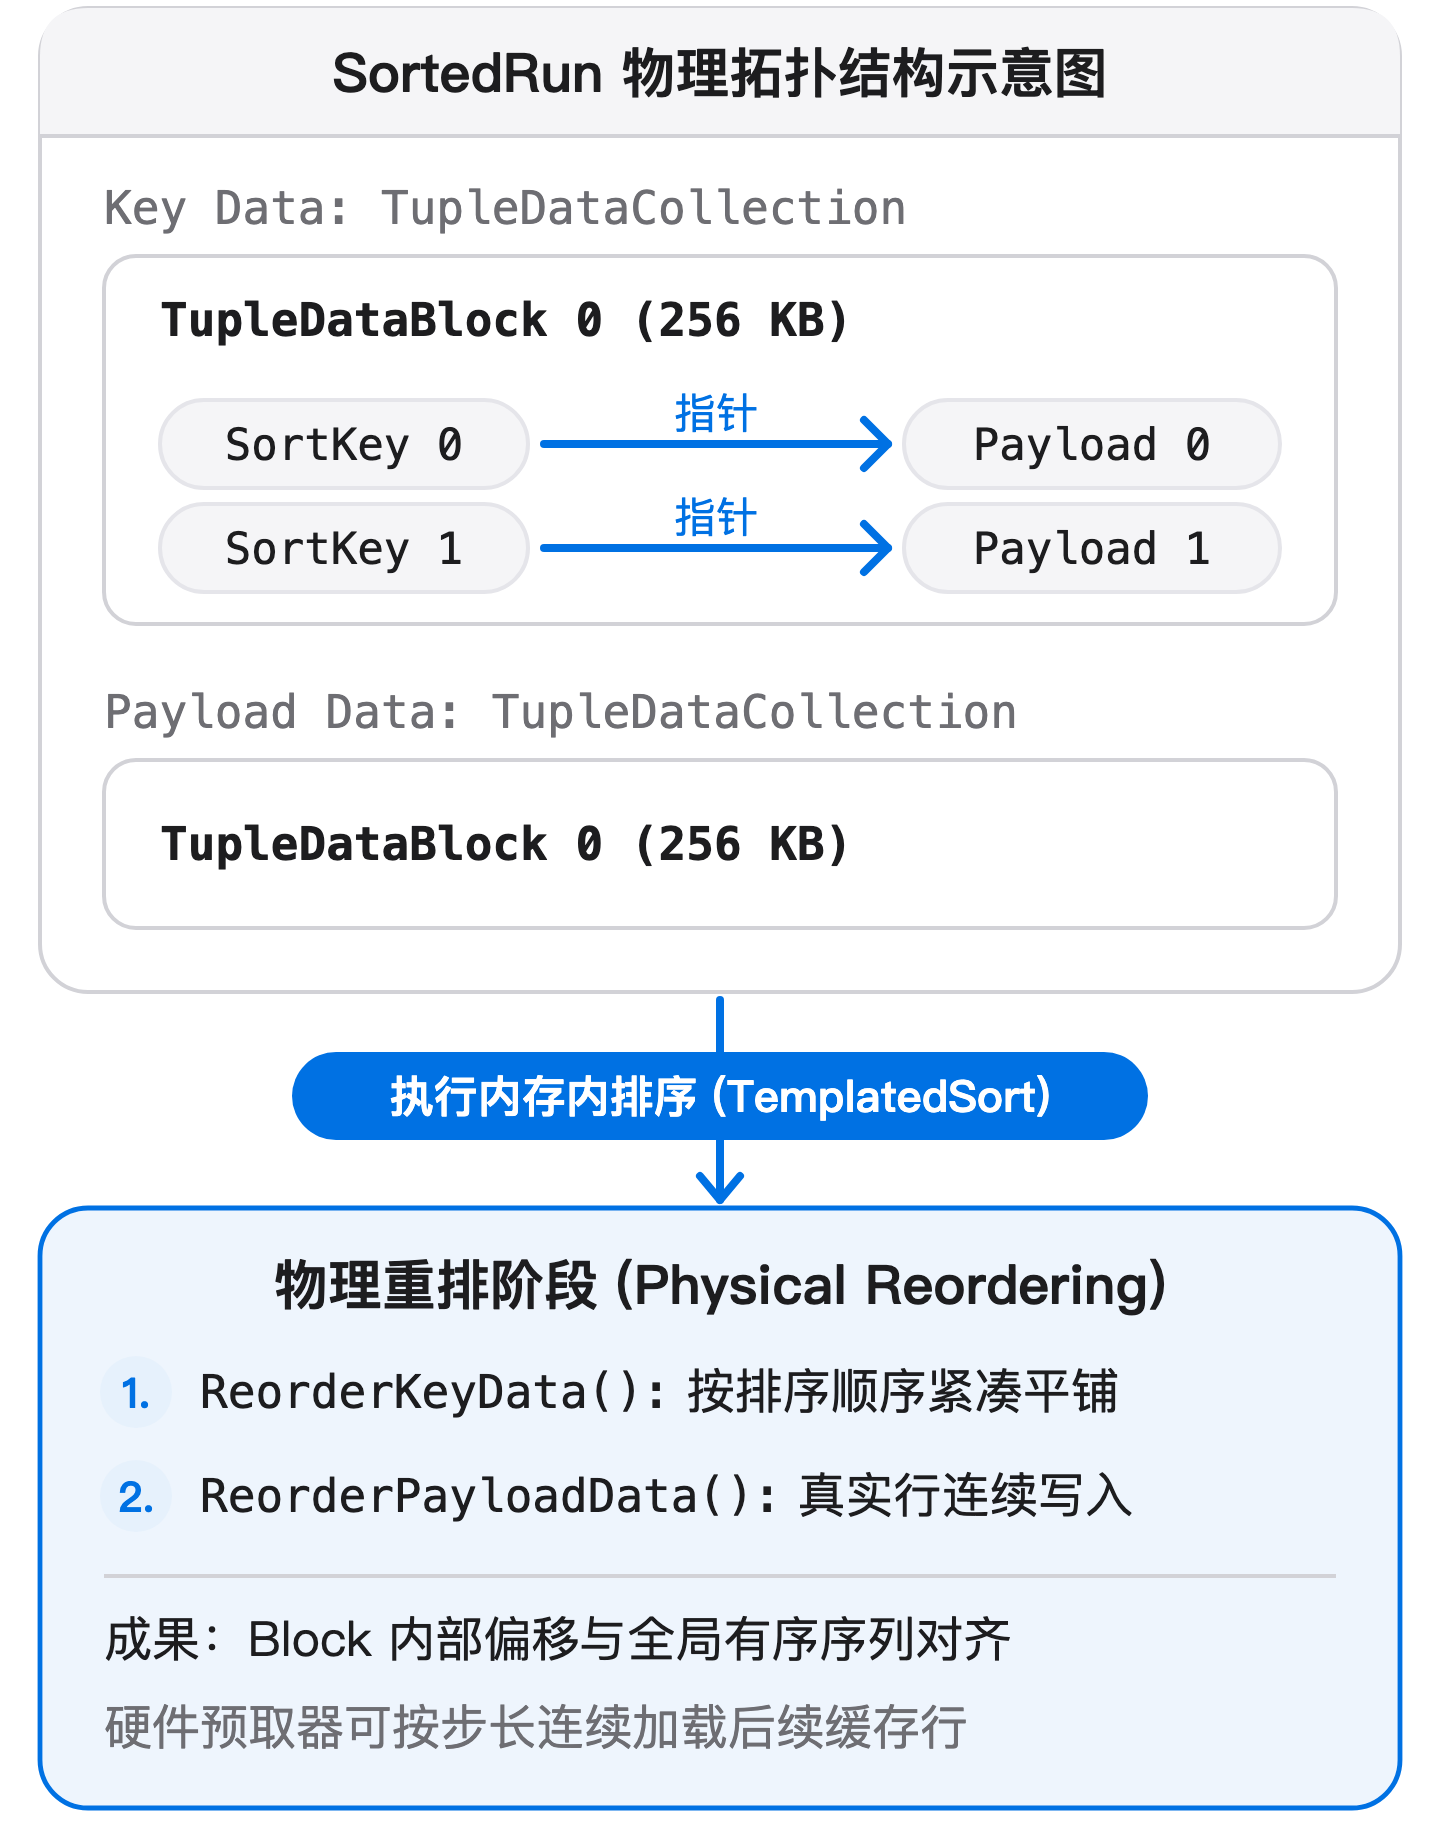 SortedRun 物理拓扑结构示意图
Key Data: TupleDataCollection
TupleDataBlock 0 (256 KB)
SortKey 0 指针 Payload 0
SortKey 1 指针 Payload 1
Payload Data: TupleDataCollection
TupleDataBlock 0 (256 KB)
执行内存内排序 (TemplatedSort)
物理重排阶段 (Physical Reordering)
1. ReorderKeyData(): 按排序顺序紧凑平铺
2. ReorderPayloadData(): 真实行连续写入
成果：Block 内部偏移与全局有序序列对齐
硬件预取器可按步长连续加载后续缓存行